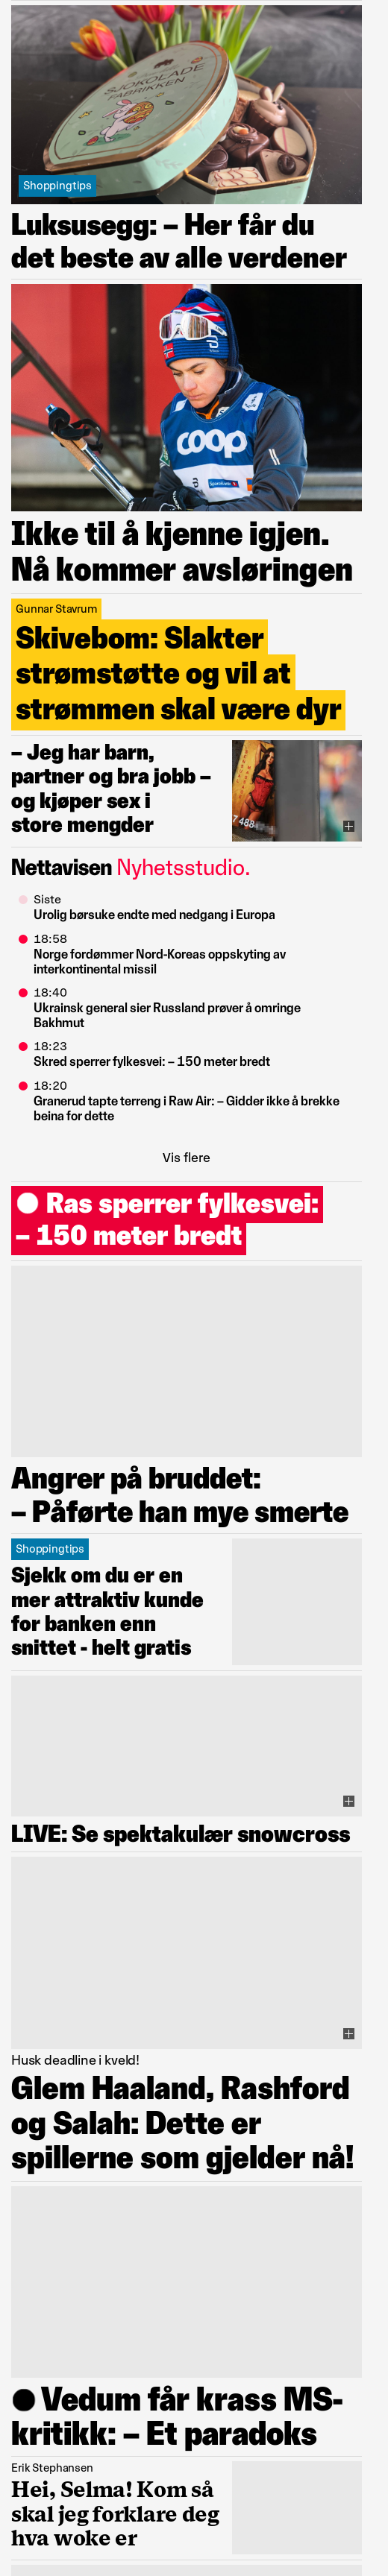 SJOKOLADE
FABRIKKEN
Shoppingtips
Luksusegg: – Her får du
det beste av alle verdener
coop
Ikke til å kjenne igjen.
Nå kommer avsløringen
Gunnar Stavrum
Skivebom: Slakter
strømstøtte og vil at
strømmen skal være dyr
– Jeg har barn,
partner og bra jobb –
og kjøper sex i
store mengder
7 488
Nettavisen Nyhetsstudio.
Siste
Urolig børsuke endte med nedgang i Europa
18:58
Norge fordømmer Nord-Koreas oppskyting av
interkontinental missil
18:40
Ukrainsk general sier Russland prøver å omringe
Bakhmut
18:23
Skred sperrer fylkesvei: – 150 meter bredt
18:20
Granerud tapte terreng i Raw Air: – Gidder ikke å brekke
beina for dette
Vis flere
Ras sperrer fylkesvei:
– 150 meter bredt
Angrer på bruddet:
– Påførte han mye smerte
Shoppingtips
Sjekk om du er en
mer attraktiv kunde
for banken enn
snittet - helt gratis
LIVE: Se spektakulær snowcross
Husk deadline i kveld!
Glem Haaland, Rashford
og Salah: Dette er
spillerne som gjelder nå!
Vedum får krass MS-
kritikk: – Et paradoks
Erik Stephansen
Hei, Selma! Kom så
skal jeg forklare deg
hva woke er